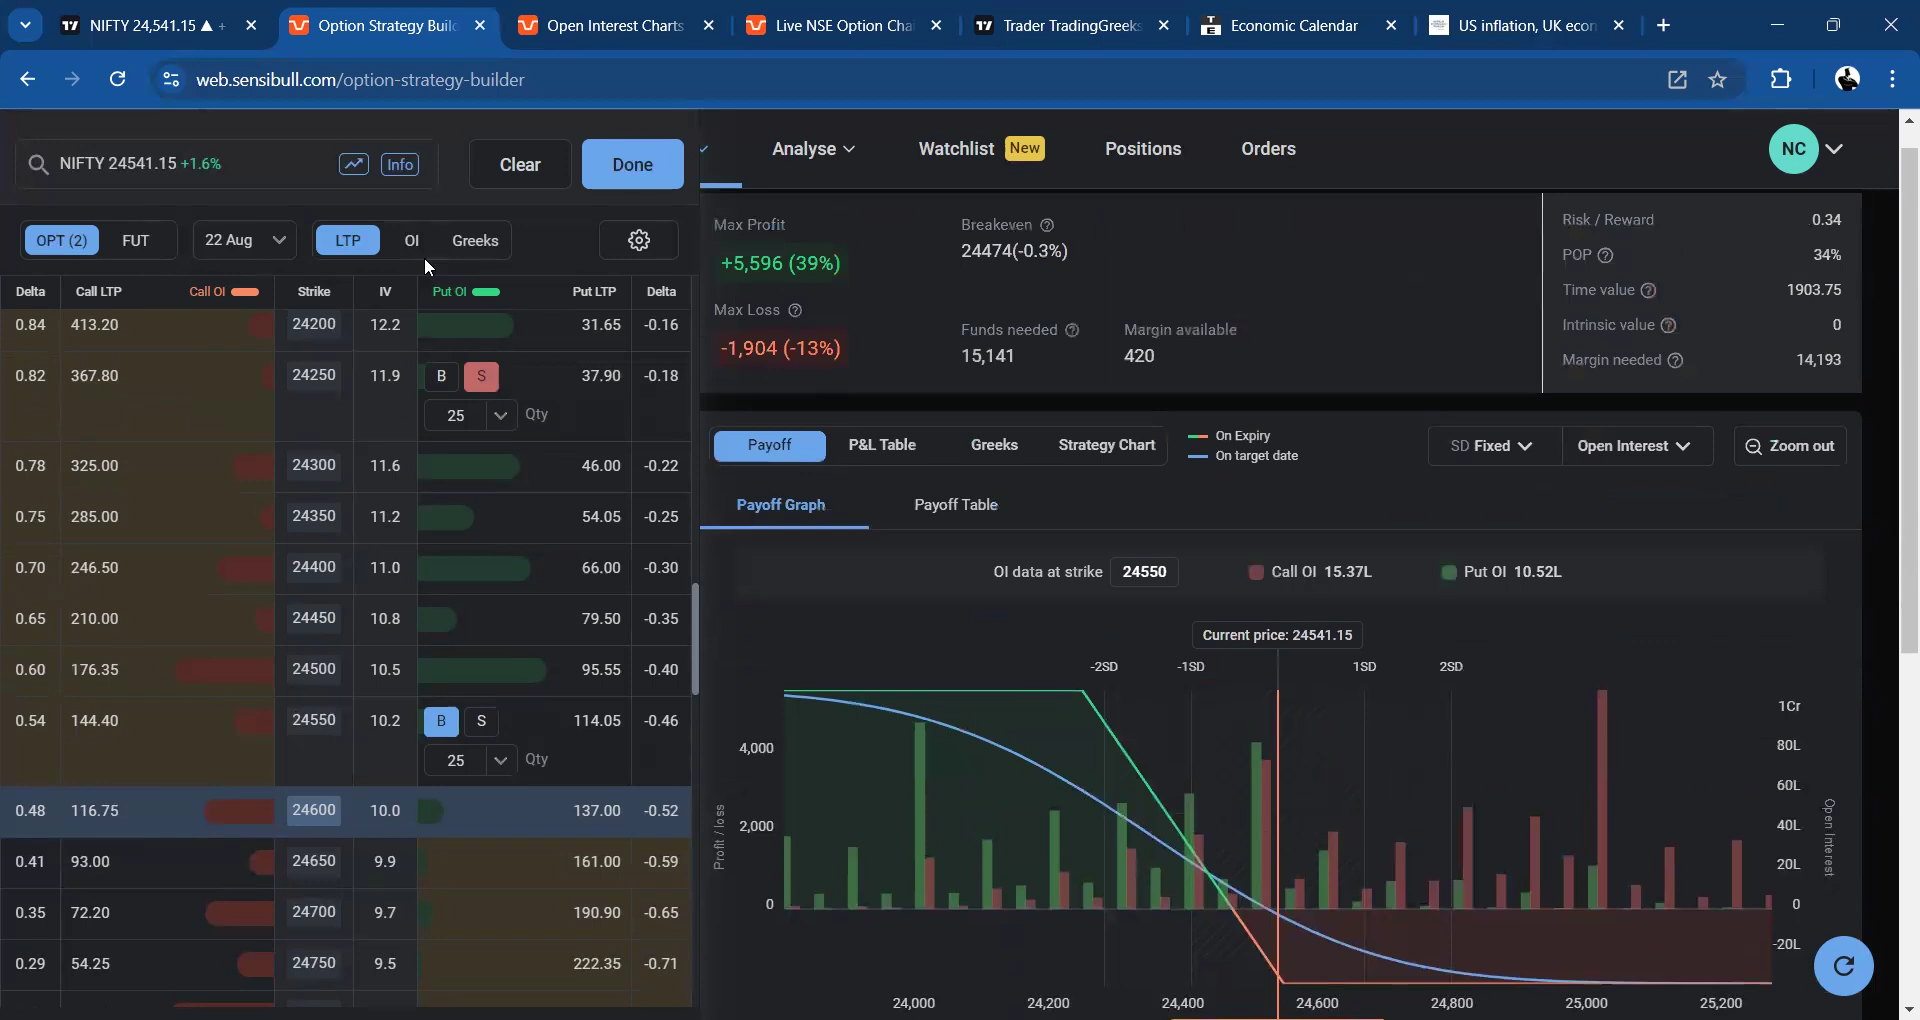 NIFTY 24,541.15 ▲ +
Option Strategy Buil
Open Interest Charts
Live NSE Option Cha
Trader TradingGreeks
Economic Calendar
US inflation, UK econ
web.sensibull.com/option-strategy-builder
NIFTY 24541.15 +1.6% Info Clear Done
Analyse Watchlist New Positions Orders NC
OPT (2) FUT 22 Aug LTP OI Greeks
Delta Call LTP Call OI Strike IV Put OI Put LTP Delta
0.84 413.20 24200 12.2 31.65 -0.16
0.82 367.80 24250 11.9 B S 37.90 -0.18
25 Qty
0.78 325.00 24300 11.6 46.00 -0.22
0.75 285.00 24350 11.2 54.05 -0.25
0.70 246.50 24400 11.0 66.00 -0.30
0.65 210.00 24450 10.8 79.50 -0.35
0.60 176.35 24500 10.5 95.55 -0.40
0.54 144.40 24550 10.2 B S 114.05 -0.46
25 Qty
0.48 116.75 24600 10.0 137.00 -0.52
0.41 93.00 24650 9.9 161.00 -0.59
0.35 72.20 24700 9.7 190.90 -0.65
0.29 54.25 24750 9.5 222.35 -0.71
Max Profit
+5,596 (39%)
Max Loss
-1,904 (-13%)
Breakeven
24474(-0.3%)
Funds needed
15,141
Margin available
420
Risk / Reward 0.34
POP 34%
Time value 1903.75
Intrinsic value 0
Margin needed 14,193
Payoff P&L Table Greeks Strategy Chart
On Expiry
On target date
SD Fixed Open Interest Zoom out
Payoff Graph Payoff Table
OI data at strike 24550 Call OI 15.37L Put OI 10.52L
Current price: 24541.15
-2SD -1SD 1SD 2SD
4,000
2,000
0
Profit / loss
1Cr
80L
60L
40L
20L
0
-20L
Open Interest
24,000 24,200 24,400 24,600 24,800 25,000 25,200